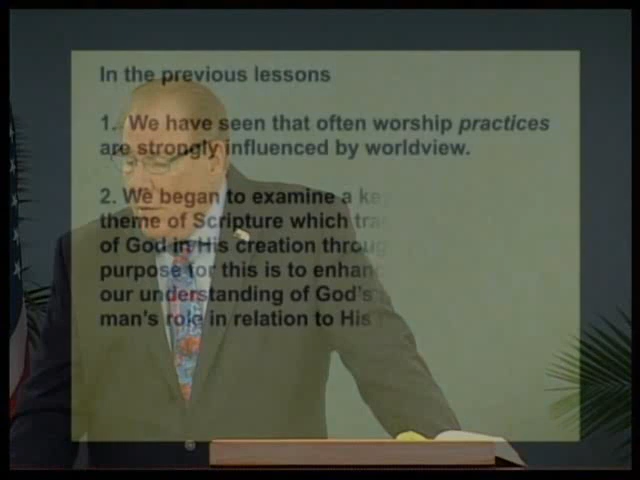 In the previous lessons
1. We have seen that often worship practices
are strongly influenced by worldview.
2. We began to examine a key
theme of Scripture which
of God in His creation
purpose for this is to
our understanding of God's
man's role in relation to His